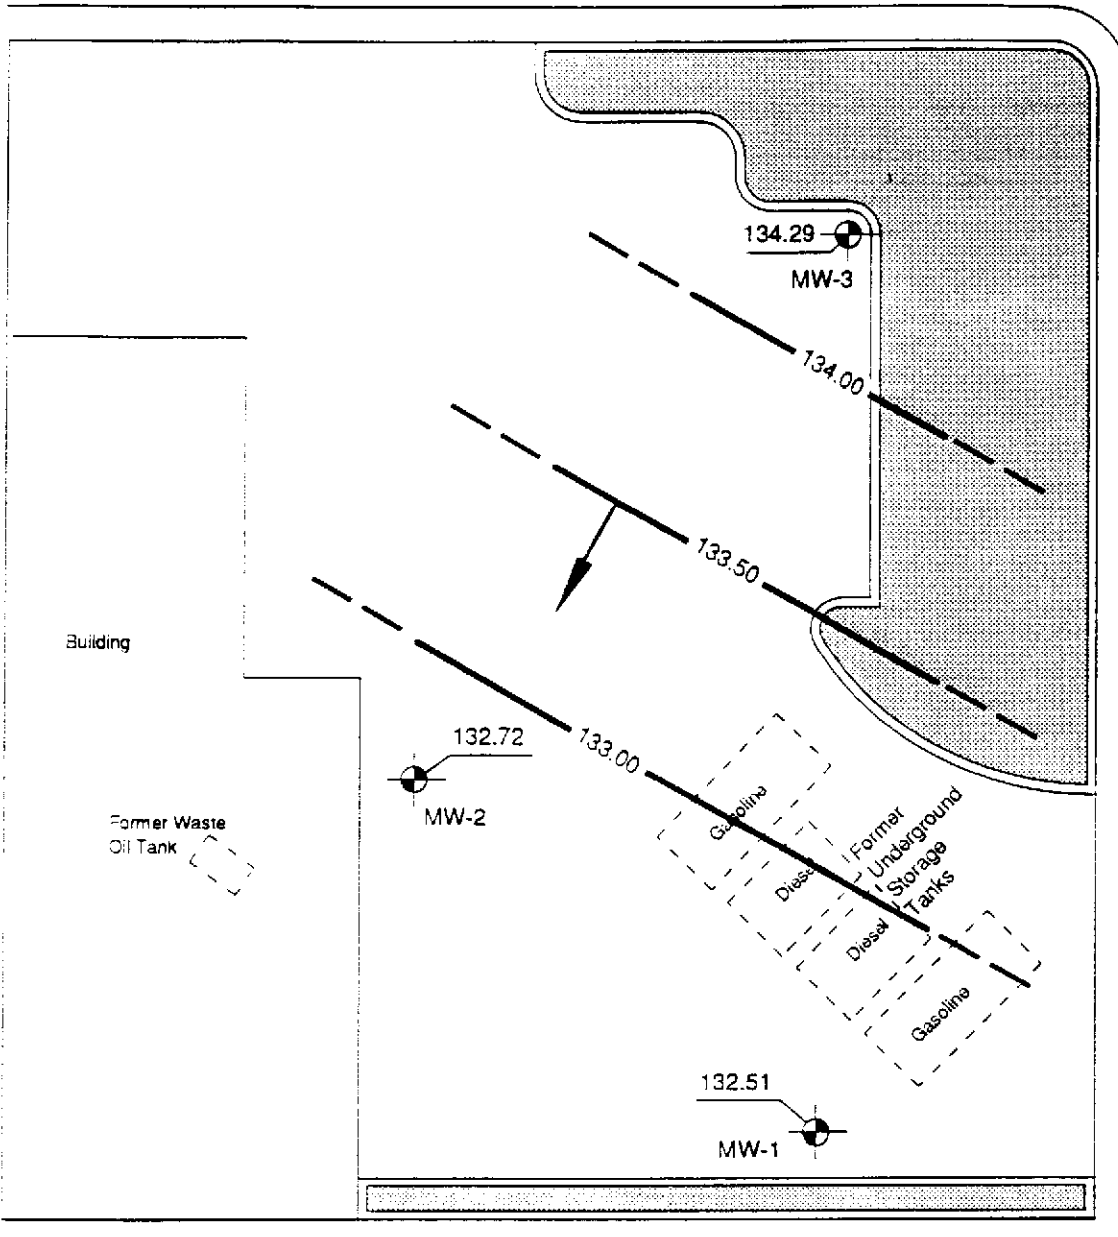 134.29
MW-3
134.00
133.50
Building
132.72
133.00
MW-2
Gasoline
Former
Underground
Storage
Tanks
Diesel
Diesel
Gasoline
Former Waste
Oil Tank
132.51
MW-1